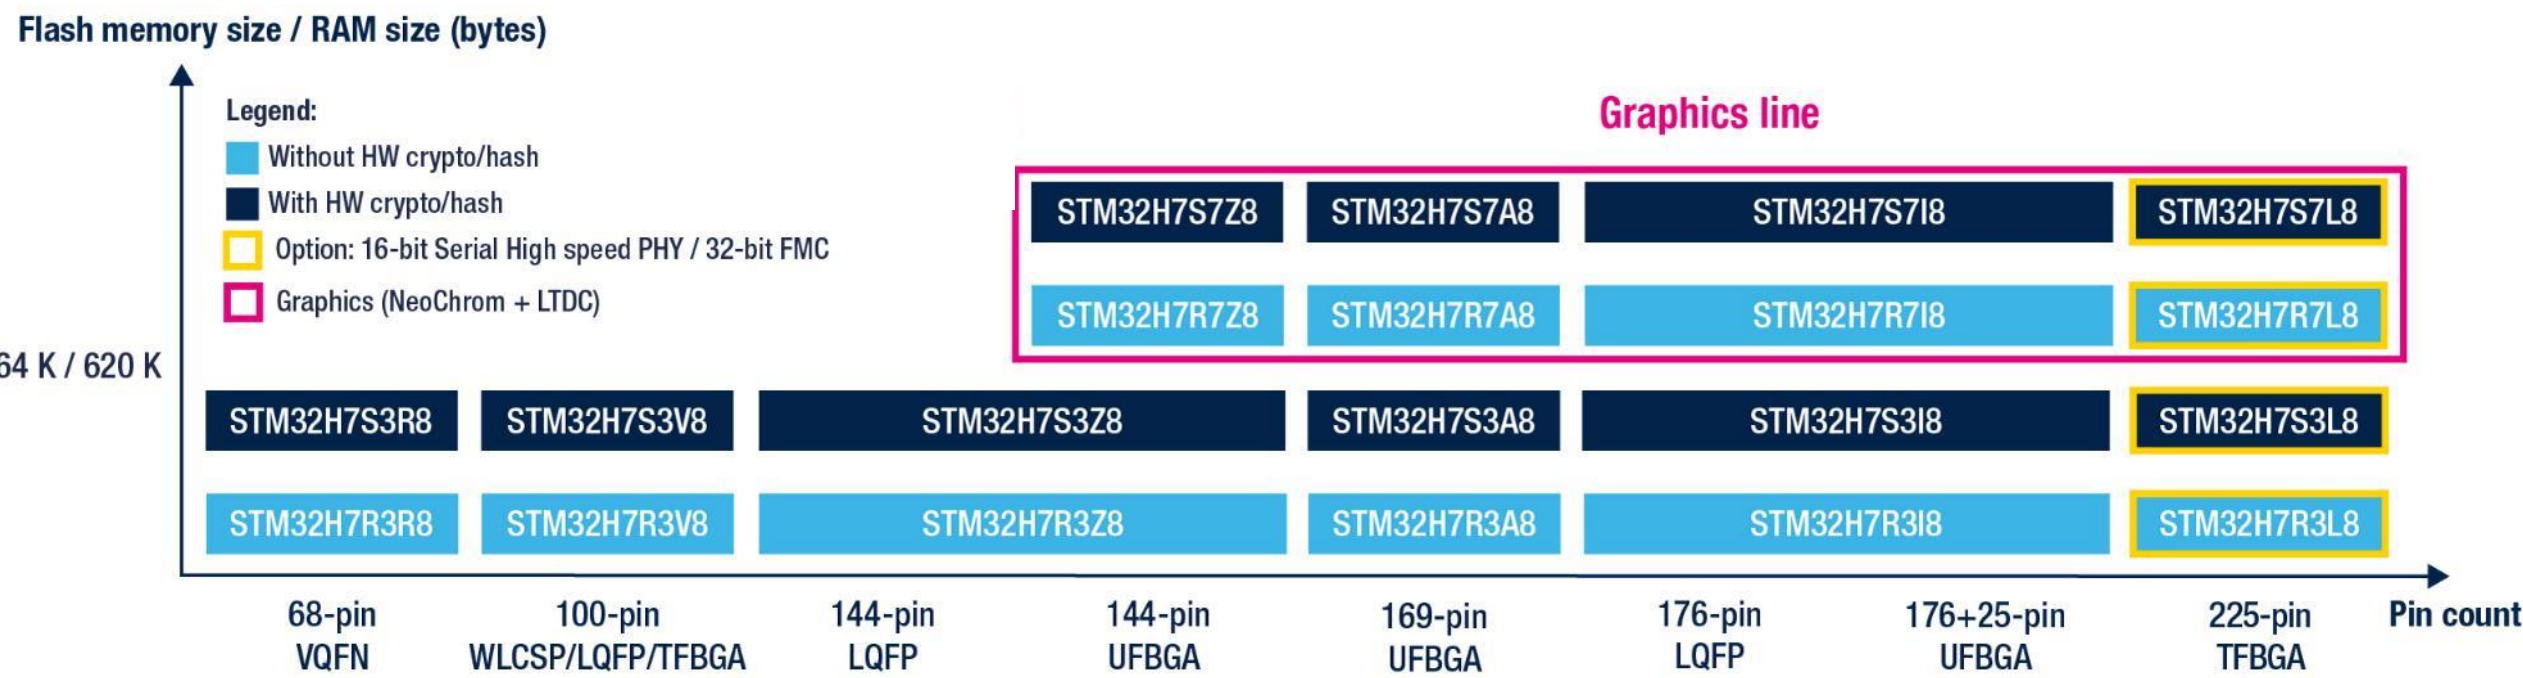 Flash memory size / RAM size (bytes)
Legend:
Without HW crypto/hash
With HW crypto/hash
Option: 16-bit Serial High speed PHY / 32-bit FMC
Graphics (NeoChrom + LTDC)
Graphics line
STM32H7S7Z8 STM32H7S7A8 STM32H7S7I8 STM32H7S7L8
STM32H7R7Z8 STM32H7R7A8 STM32H7R7I8 STM32H7R7L8
64 K / 620 K
STM32H7S3R8 STM32H7S3V8 STM32H7S3Z8 STM32H7S3A8 STM32H7S3I8 STM32H7S3L8
STM32H7R3R8 STM32H7R3V8 STM32H7R3Z8 STM32H7R3A8 STM32H7R3I8 STM32H7R3L8
68-pin 100-pin 144-pin 144-pin 169-pin 176-pin 176+25-pin 225-pin Pin count
VQFN WLCSP/LQFP/TFBGA LQFP UFBGA UFBGA LQFP UFBGA TFBGA